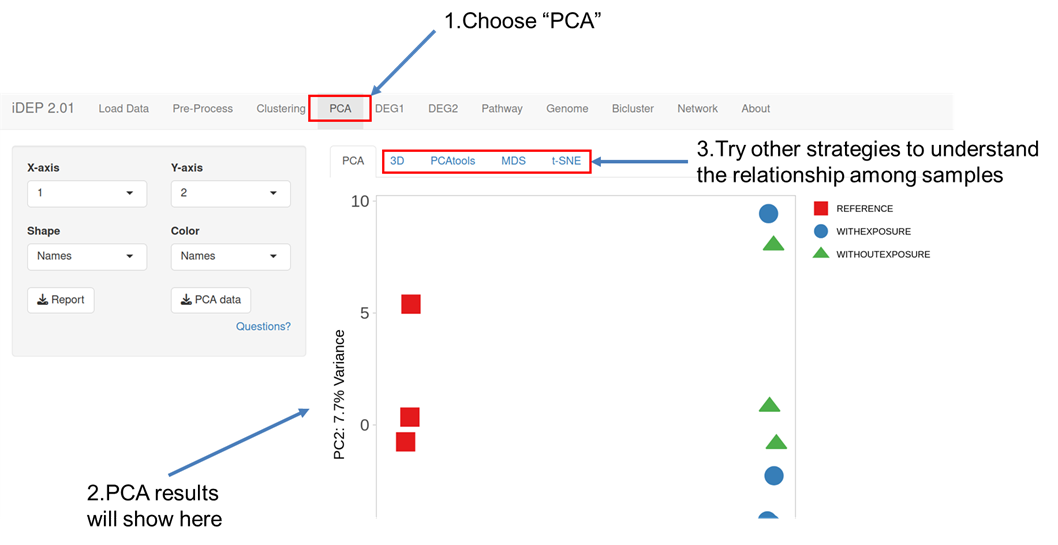 1.Choose “PCA”
iDEP 2.01 Load Data Pre-Process Clustering PCA DEG1 DEG2 Pathway Genome Bicluster Network About
X-axis Y-axis
1 2
Shape Color
Names Names
Report PCA data
Questions?
PCA 3D PCAtools MDS t-SNE
3.Try other strategies to understand
the relationship among samples
10
5
0
PC2: 7.7% Variance
REFERENCE
WITHEXPOSURE
WITHOUTEXPOSURE
2.PCA results
will show here